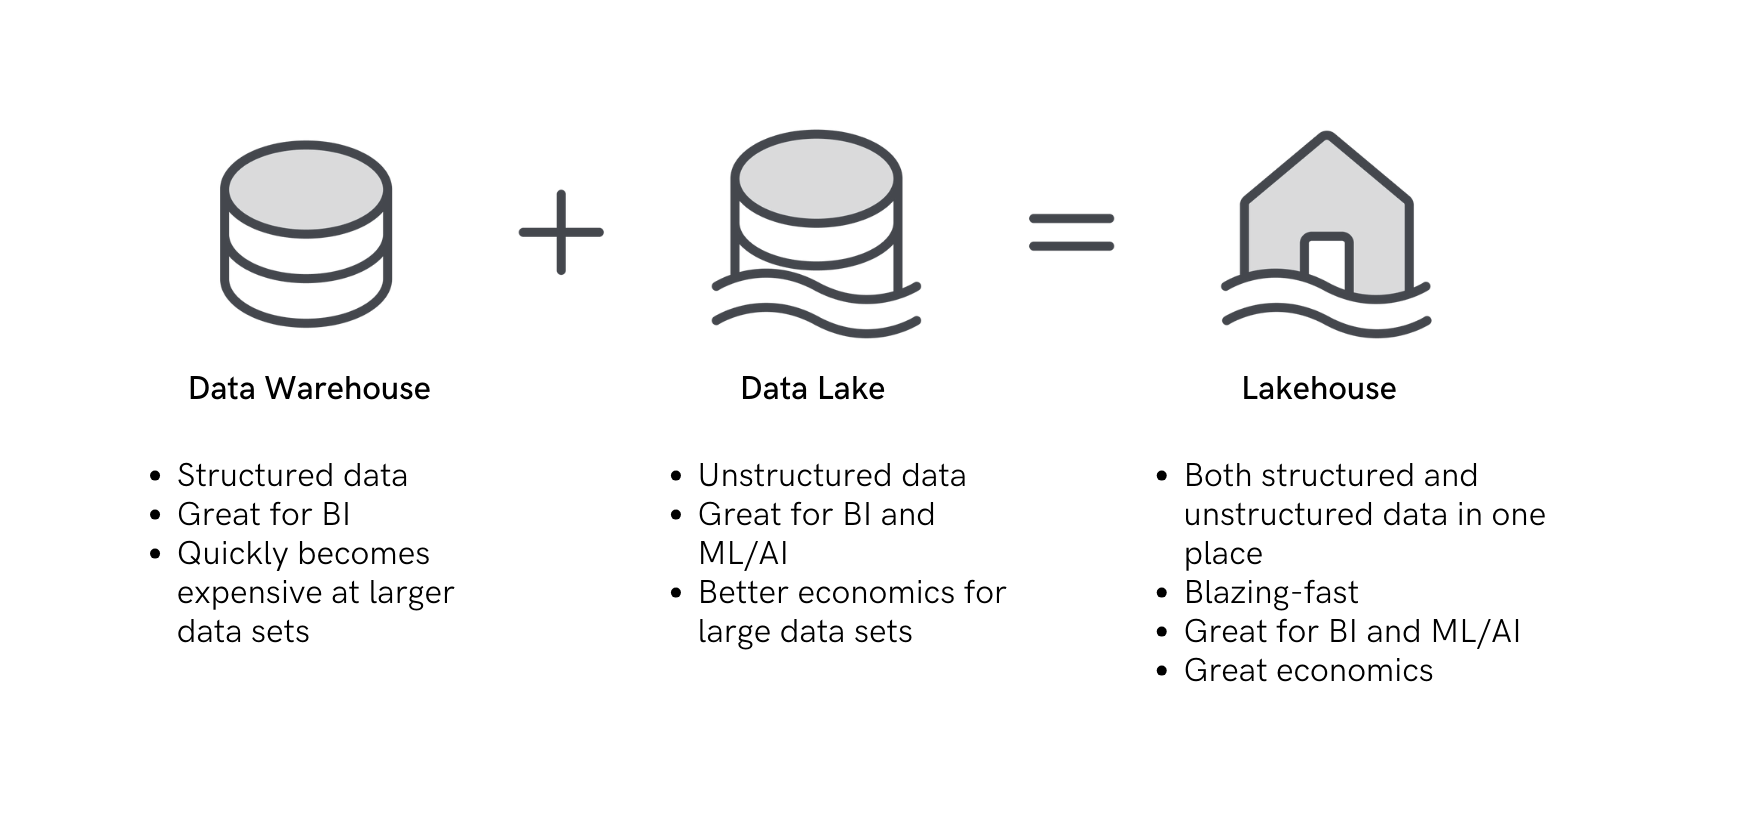 Data Warehouse
• Structured data
• Great for BI
• Quickly becomes
expensive at larger
data sets
Data Lake
• Unstructured data
• Great for BI and
ML/AI
• Better economics for
large data sets
Lakehouse
• Both structured and
unstructured data in one
place
• Blazing-fast
• Great for BI and ML/AI
• Great economics